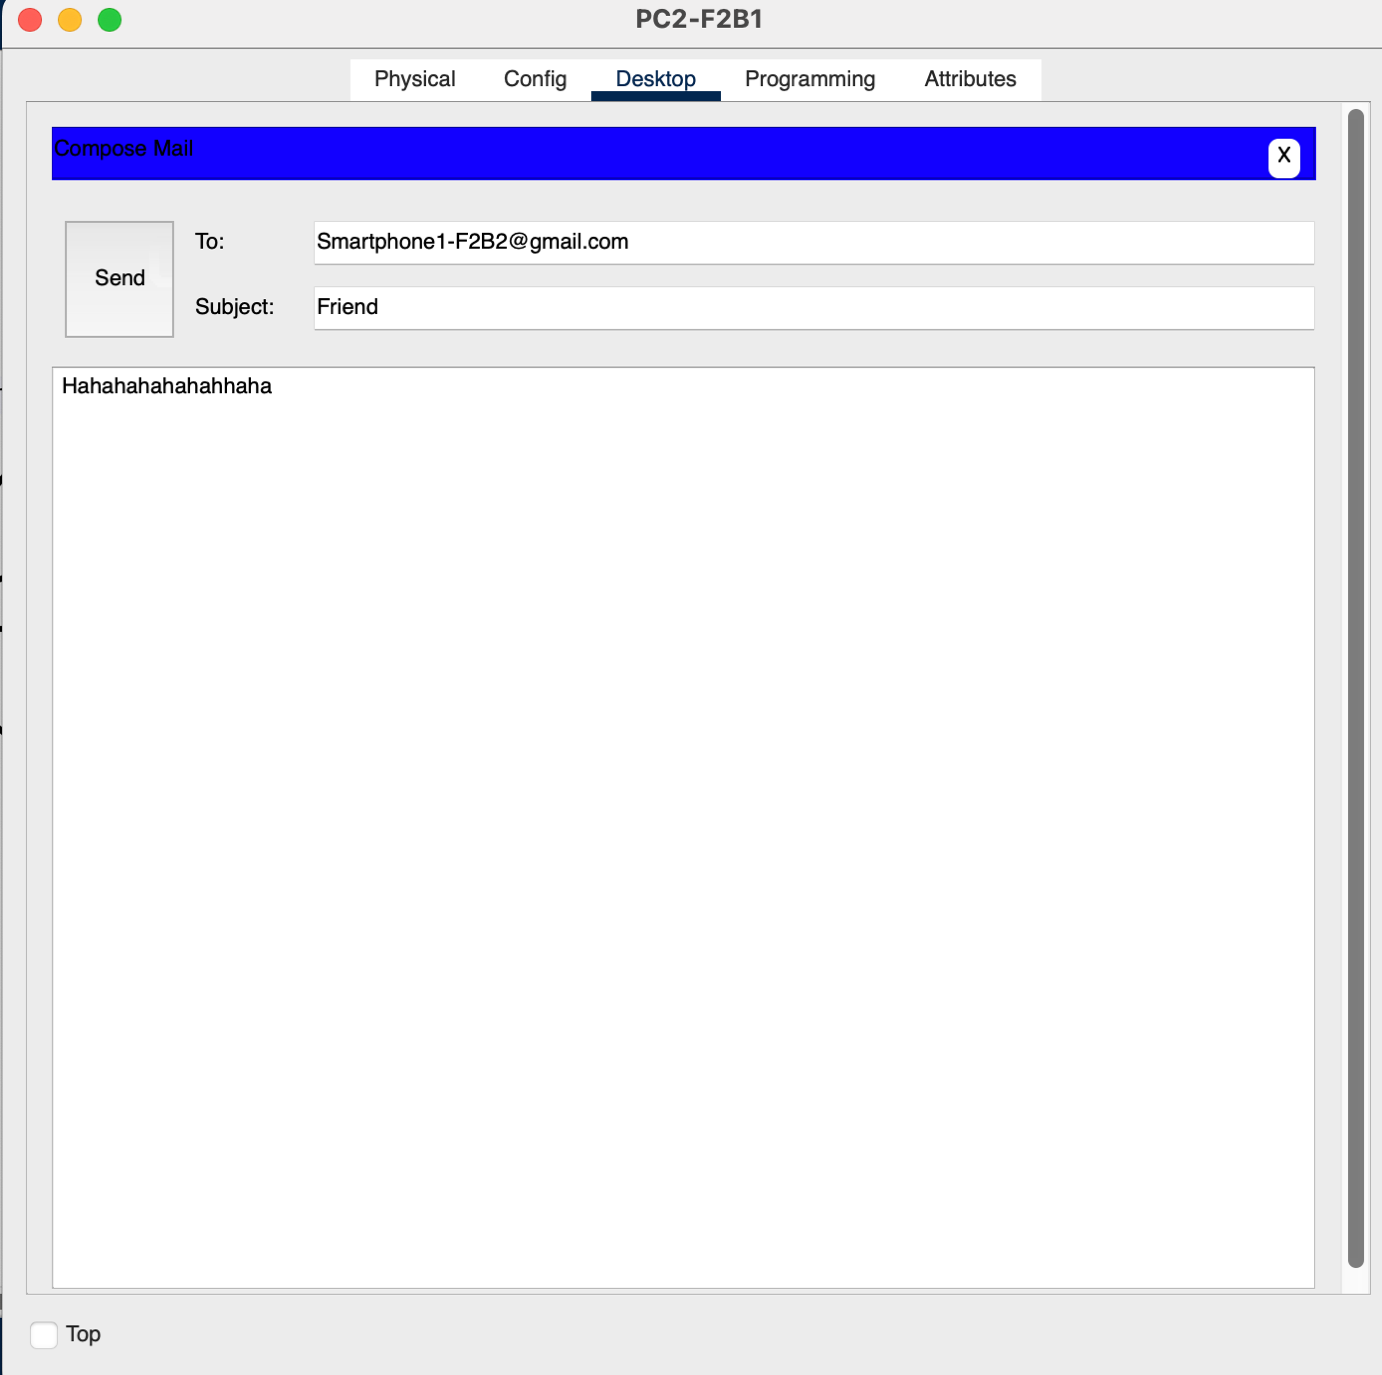 PC2-F2B1
Physical Config Desktop Programming Attributes
Compose Mail X
Send
To: Smartphone1-F2B2@gmail.com
Subject: Friend
Hahahahahahahhaha
Top